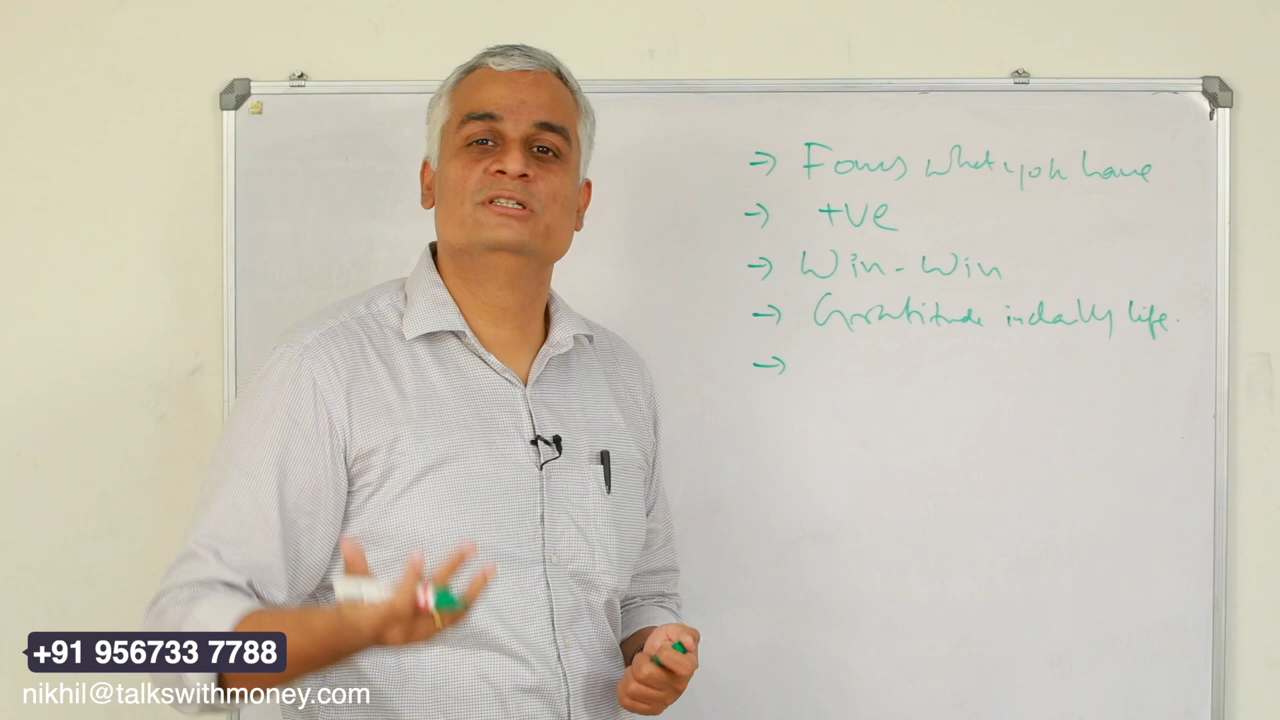 → Focus what you have
→ +ve
→ Win-Win
→ Gratitude in daily life.
→
+91 956733 7788
nikhil@talkswithmoney.com